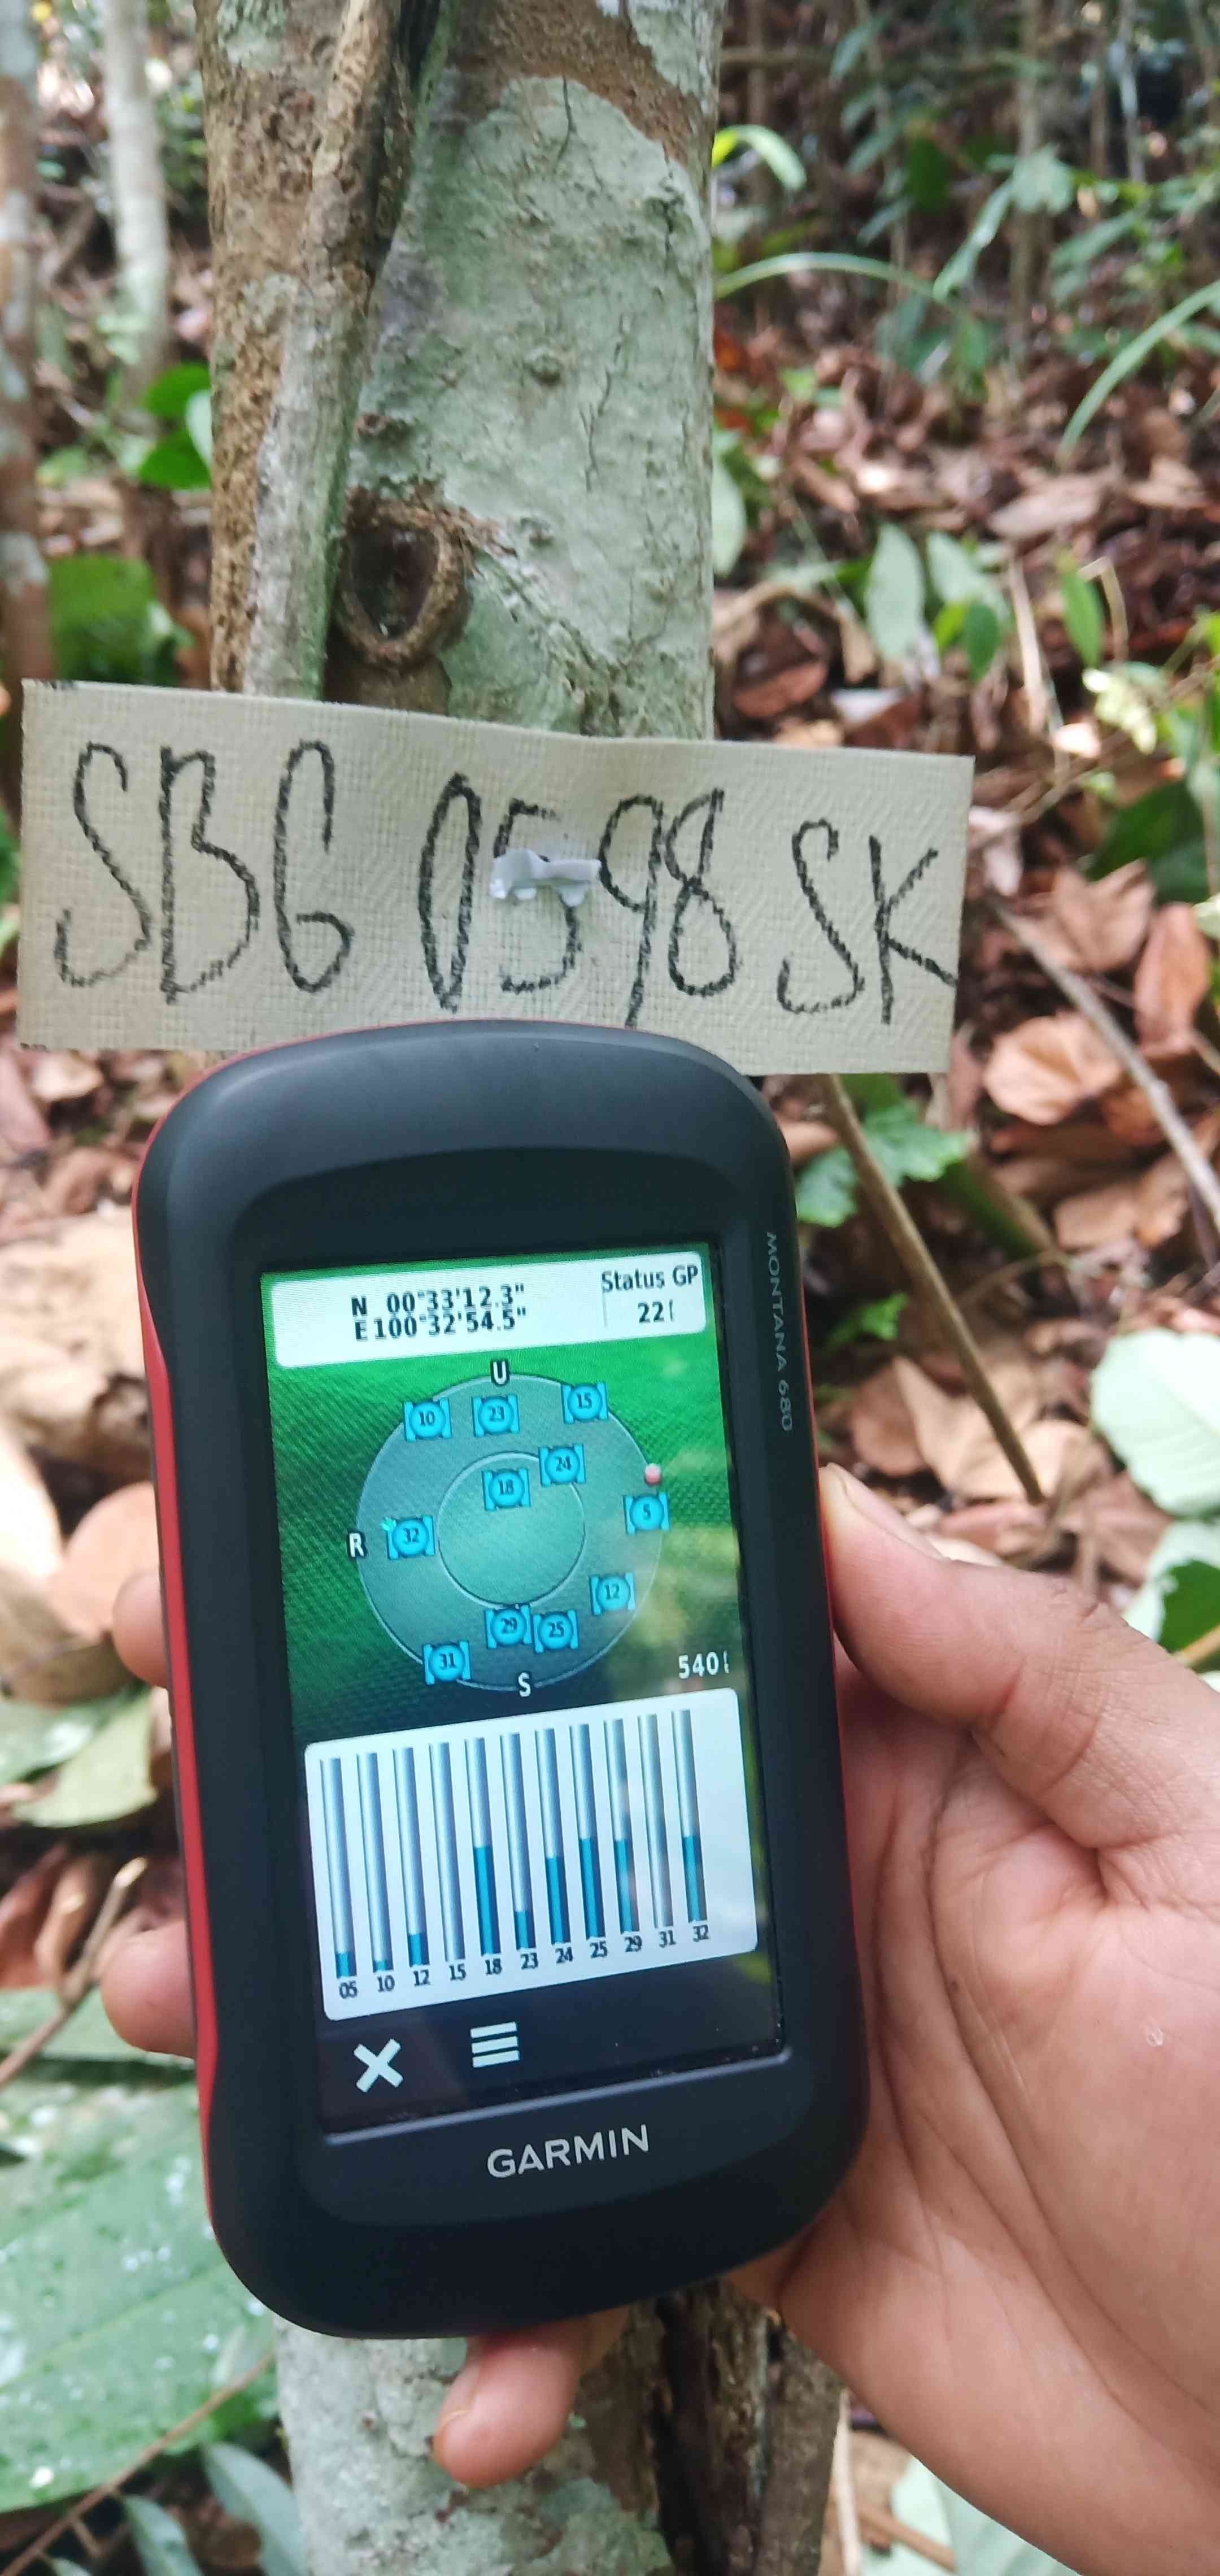 SBG 0598 SK
MONTANA 680
N 00°33'12.3"
E 100°32'54.5"
Status GP
22f
U
10 23 15
24
18
5
R 32
12
29 25
31
S
540f
05 10 12 15 18 23 24 25 29 31 32
GARMIN